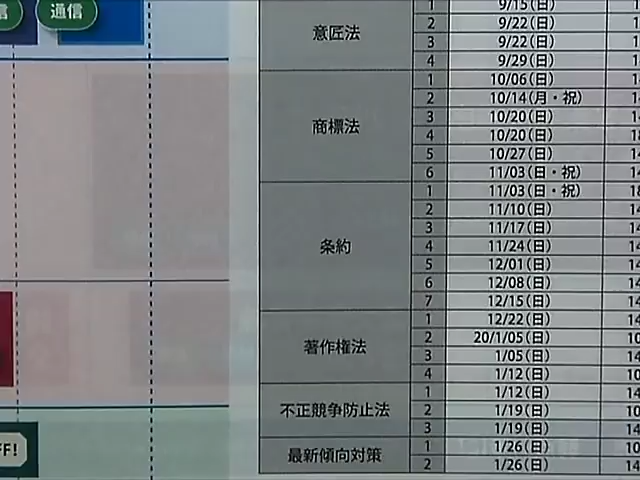 信 通信
意匠法
1 9/15(日)
2 9/22(日)
3 9/22(日)
4 9/29(日)
商標法
1 10/06(日)
2 10/14(月・祝)
3 10/20(日)
4 10/20(日)
5 10/27(日)
6 11/03(日・祝)
条約
1 11/03(日・祝)
2 11/10(日)
3 11/17(日)
4 11/24(日)
5 12/01(日)
6 12/08(日)
7 12/15(日)
著作権法
1 12/22(日)
2 20/1/05(日)
3 1/05(日)
4 1/12(日)
不正競争防止法
1 1/12(日)
2 1/19(日)
3 1/19(日)
最新傾向対策
1 1/26(日)
2 1/26(日)
FF!